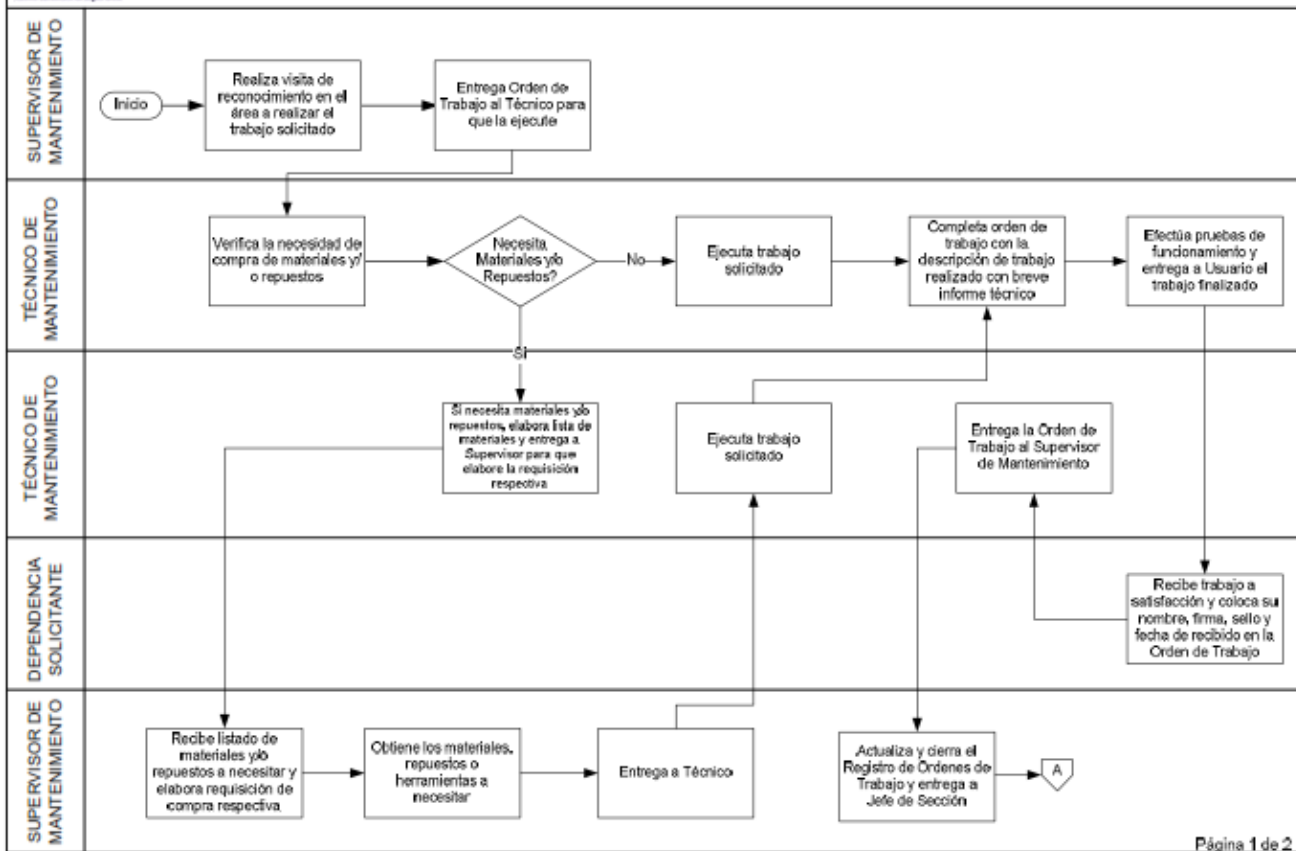 SUPERVISOR DE
MANTENIMIENTO
Inicio
Realiza visita de
reconocimiento en el
área a realizar el
trabajo solicitado
Entrega Orden de
Trabajo al Técnico para
que la ejecute
TÉCNICO DE
MANTENIMIENTO
Verifica la necesidad de
compra de materiales y/
o repuestos
Necesita
Materiales y/o
Repuestos?
No
Sí
Ejecuta trabajo
solicitado
Completa orden de
trabajo con la
descripción de trabajo
realizado con breve
informe técnico
Efectúa pruebas de
funcionamiento y
entrega a Usuario el
trabajo finalizado
TÉCNICO DE
MANTENIMIENTO
Si necesita materiales y/o
repuestos, elabora lista de
materiales y entrega a
Supervisor para que
elabore la requisición
respectiva
Ejecuta trabajo
solicitado
Entrega la Orden de
Trabajo al Supervisor
de Mantenimiento
DEPENDENCIA
SOLICITANTE
Recibe trabajo a
satisfacción y coloca su
nombre, firma, sello y
fecha de recibido en la
Orden de Trabajo
SUPERVISOR DE
MANTENIMIENTO
Recibe listado de
materiales y/o
repuestos a necesitar y
elabora requisición de
compra respectiva
Obtiene los materiales,
repuestos o
herramientas a
necesitar
Entrega a Técnico
Actualiza y cierra el
Registro de Órdenes de
Trabajo y entrega a
Jefe de Sección
A
Página 1 de 2